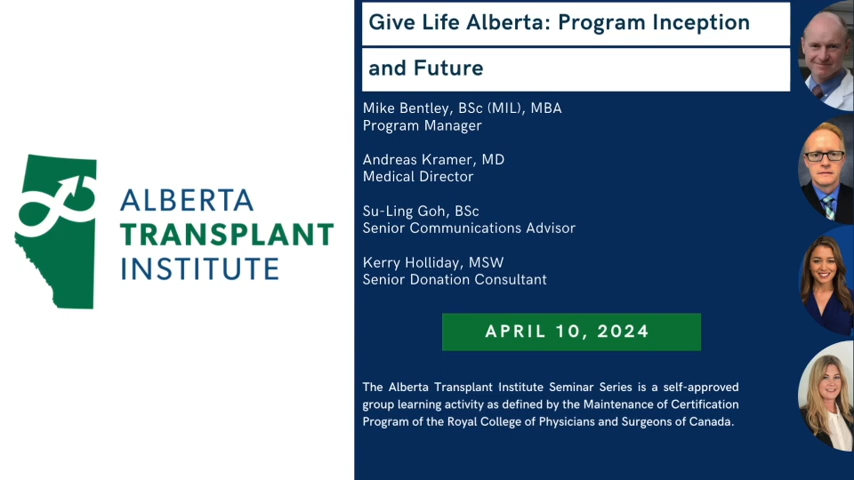 ALBERTA
TRANSPLANT
INSTITUTE
Give Life Alberta: Program Inception
and Future
Mike Bentley, BSc (MIL), MBA
Program Manager
Andreas Kramer, MD
Medical Director
Su-Ling Goh, BSc
Senior Communications Advisor
Kerry Holliday, MSW
Senior Donation Consultant
APRIL 10, 2024
The Alberta Transplant Institute Seminar Series is a self-approved
group learning activity as defined by the Maintenance of Certification
Program of the Royal College of Physicians and Surgeons of Canada.